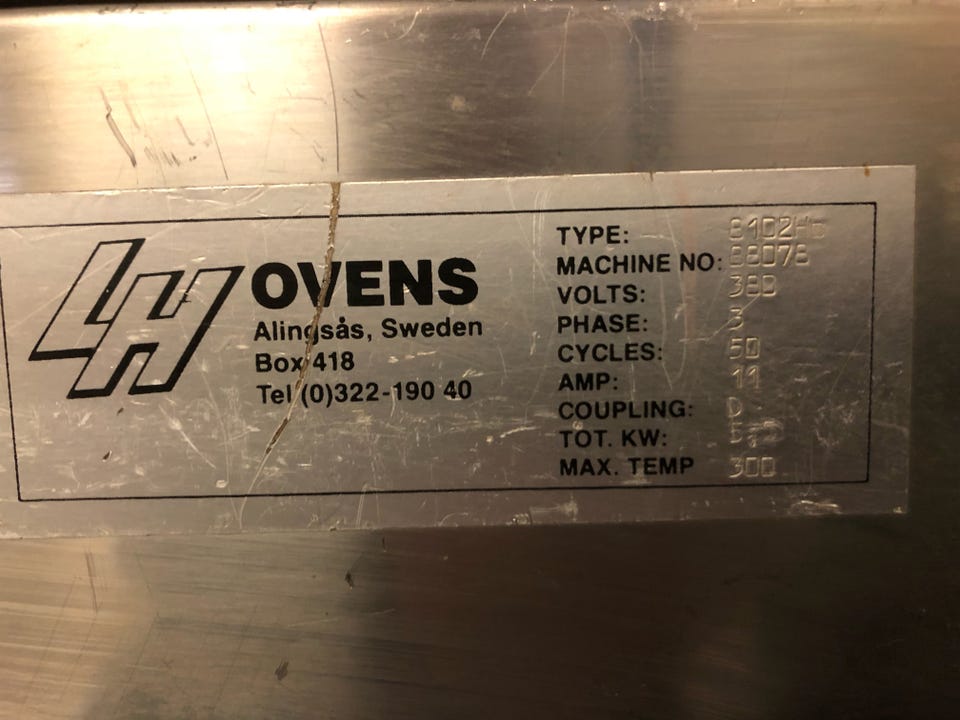 LH OVENS
Alingsås, Sweden
Box 418
Tel (0)322-190 40
TYPE:
MACHINE NO:
VOLTS: 380
PHASE: 3
CYCLES: 50
AMP: 11
COUPLING: D
TOT. KW:
MAX. TEMP 300